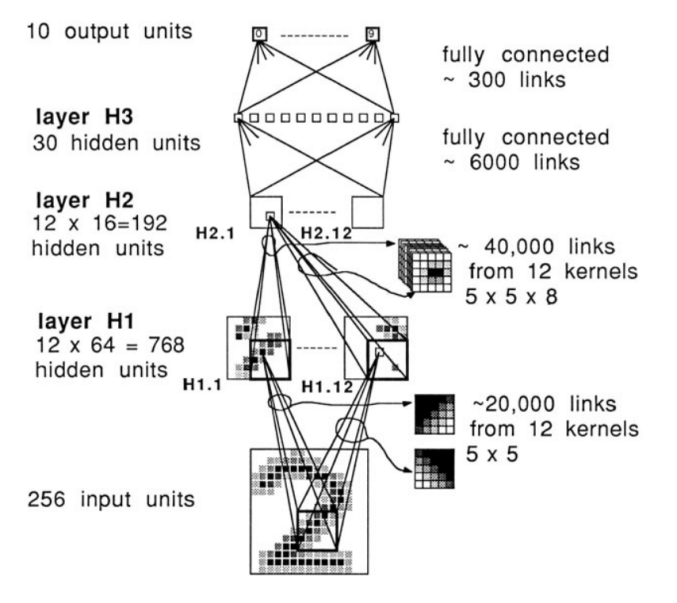 10 output units
0
9
fully connected
~ 300 links
layer H3
30 hidden units
fully connected
~ 6000 links
layer H2
12 x 16=192
hidden units
H2.1
H2.12
~ 40,000 links
from 12 kernels
5 x 5 x 8
layer H1
12 x 64 = 768
hidden units
H1.1
H1.12
~20,000 links
from 12 kernels
5 x 5
256 input units